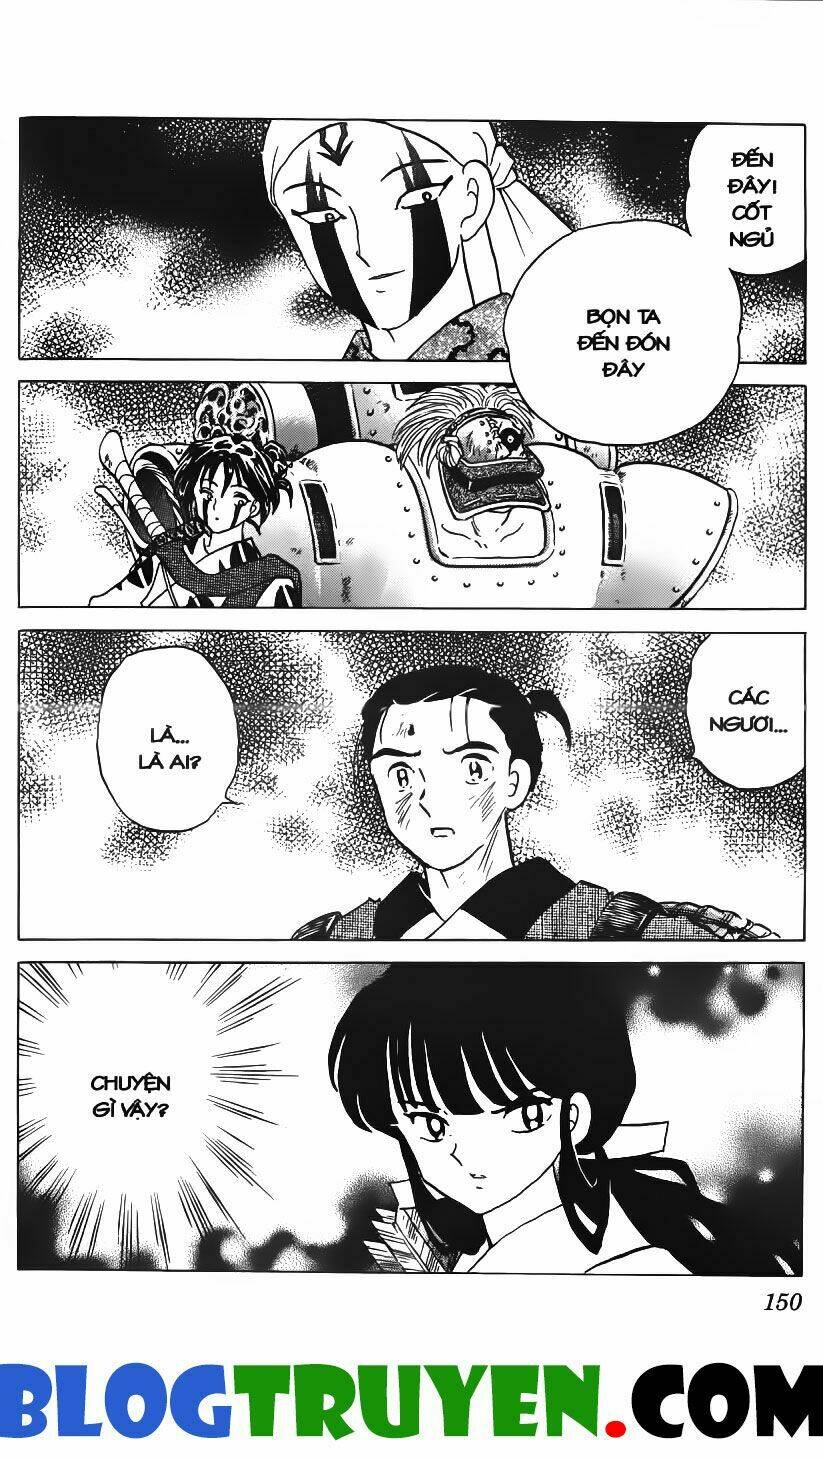 ĐẾN
ĐÂY!
CỐT
NGỦ
BỌN TA
ĐẾN ĐÓN
ĐÂY
CÁC
NGƯƠI...
LÀ...
LÀ AI?
CHUYỆN
GÌ VẬY?
150
BLOGTRUYEN.COM